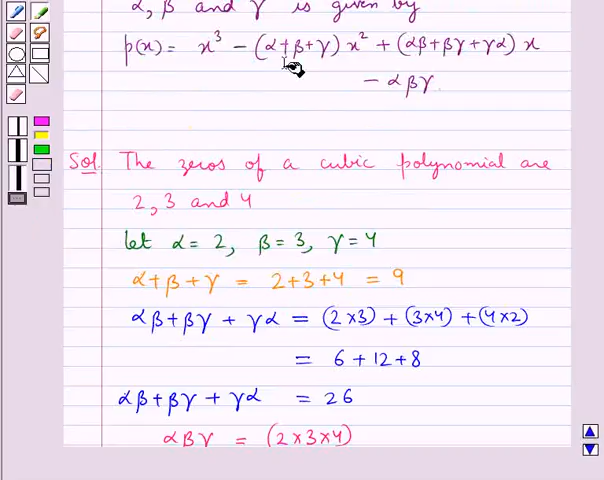 α, β and γ is given by
p(x) = x³ − (α+β+γ) x² + (αβ+βγ+γα) x
− αβγ
Sol. The zeros of a cubic polynomial are
2, 3 and 4
let α = 2, β = 3, γ = 4
α+β+γ = 2+3+4 = 9
αβ+βγ+γα = (2×3) + (3×4) + (4×2)
= 6+12+8
αβ+βγ+γα = 26
αβγ = (2×3×4)